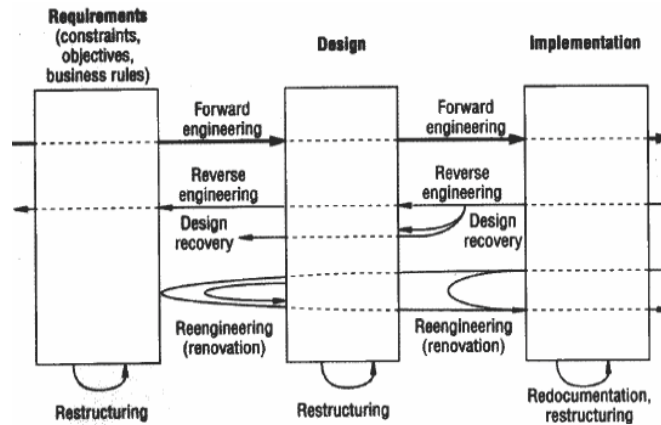 Requirements
(constraints,
objectives,
business rules)
Design
Implementation
Forward
engineering
Forward
engineering
Reverse
engineering
Reverse
engineering
Design
recovery
Design
recovery
Reengineering
(renovation)
Reengineering
(renovation)
Restructuring
Restructuring
Redocumentation,
restructuring